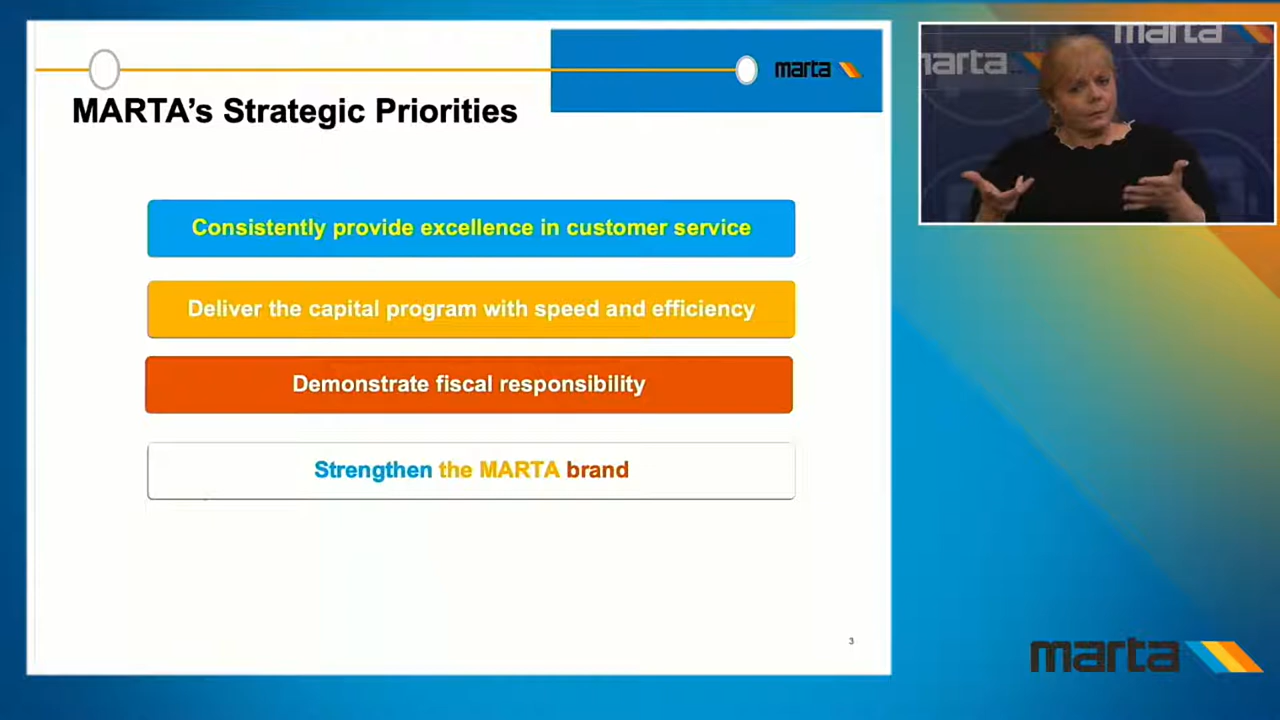 marta
MARTA's Strategic Priorities
Consistently provide excellence in customer service
Deliver the capital program with speed and efficiency
Demonstrate fiscal responsibility
Strengthen the MARTA brand
3
marta
marta
marta